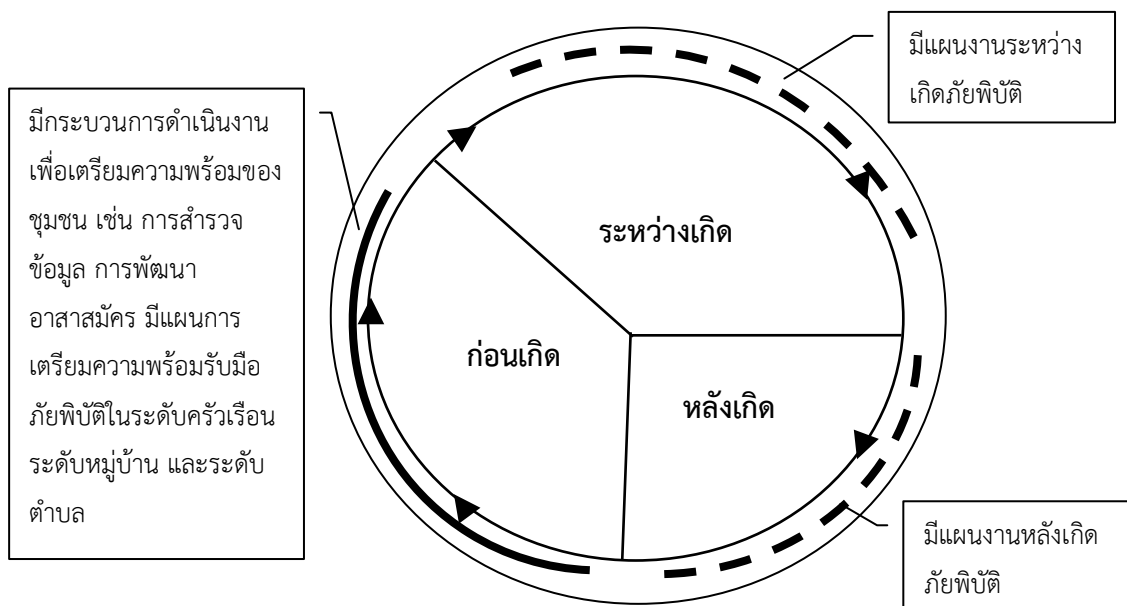 มีแผนงานระหว่าง
เกิดภัยพิบัติ
มีกระบวนการดำเนินงาน
เพื่อเตรียมความพร้อมของ
ชุมชน เช่น การสำรวจ
ข้อมูล การพัฒนา
อาสาสมัคร มีแผนการ
เตรียมความพร้อมรับมือ
ภัยพิบัติในระดับครัวเรือน
ระดับหมู่บ้าน และระดับ
ตำบล
ระหว่างเกิด
ก่อนเกิด
หลังเกิด
มีแผนงานหลังเกิด
ภัยพิบัติ